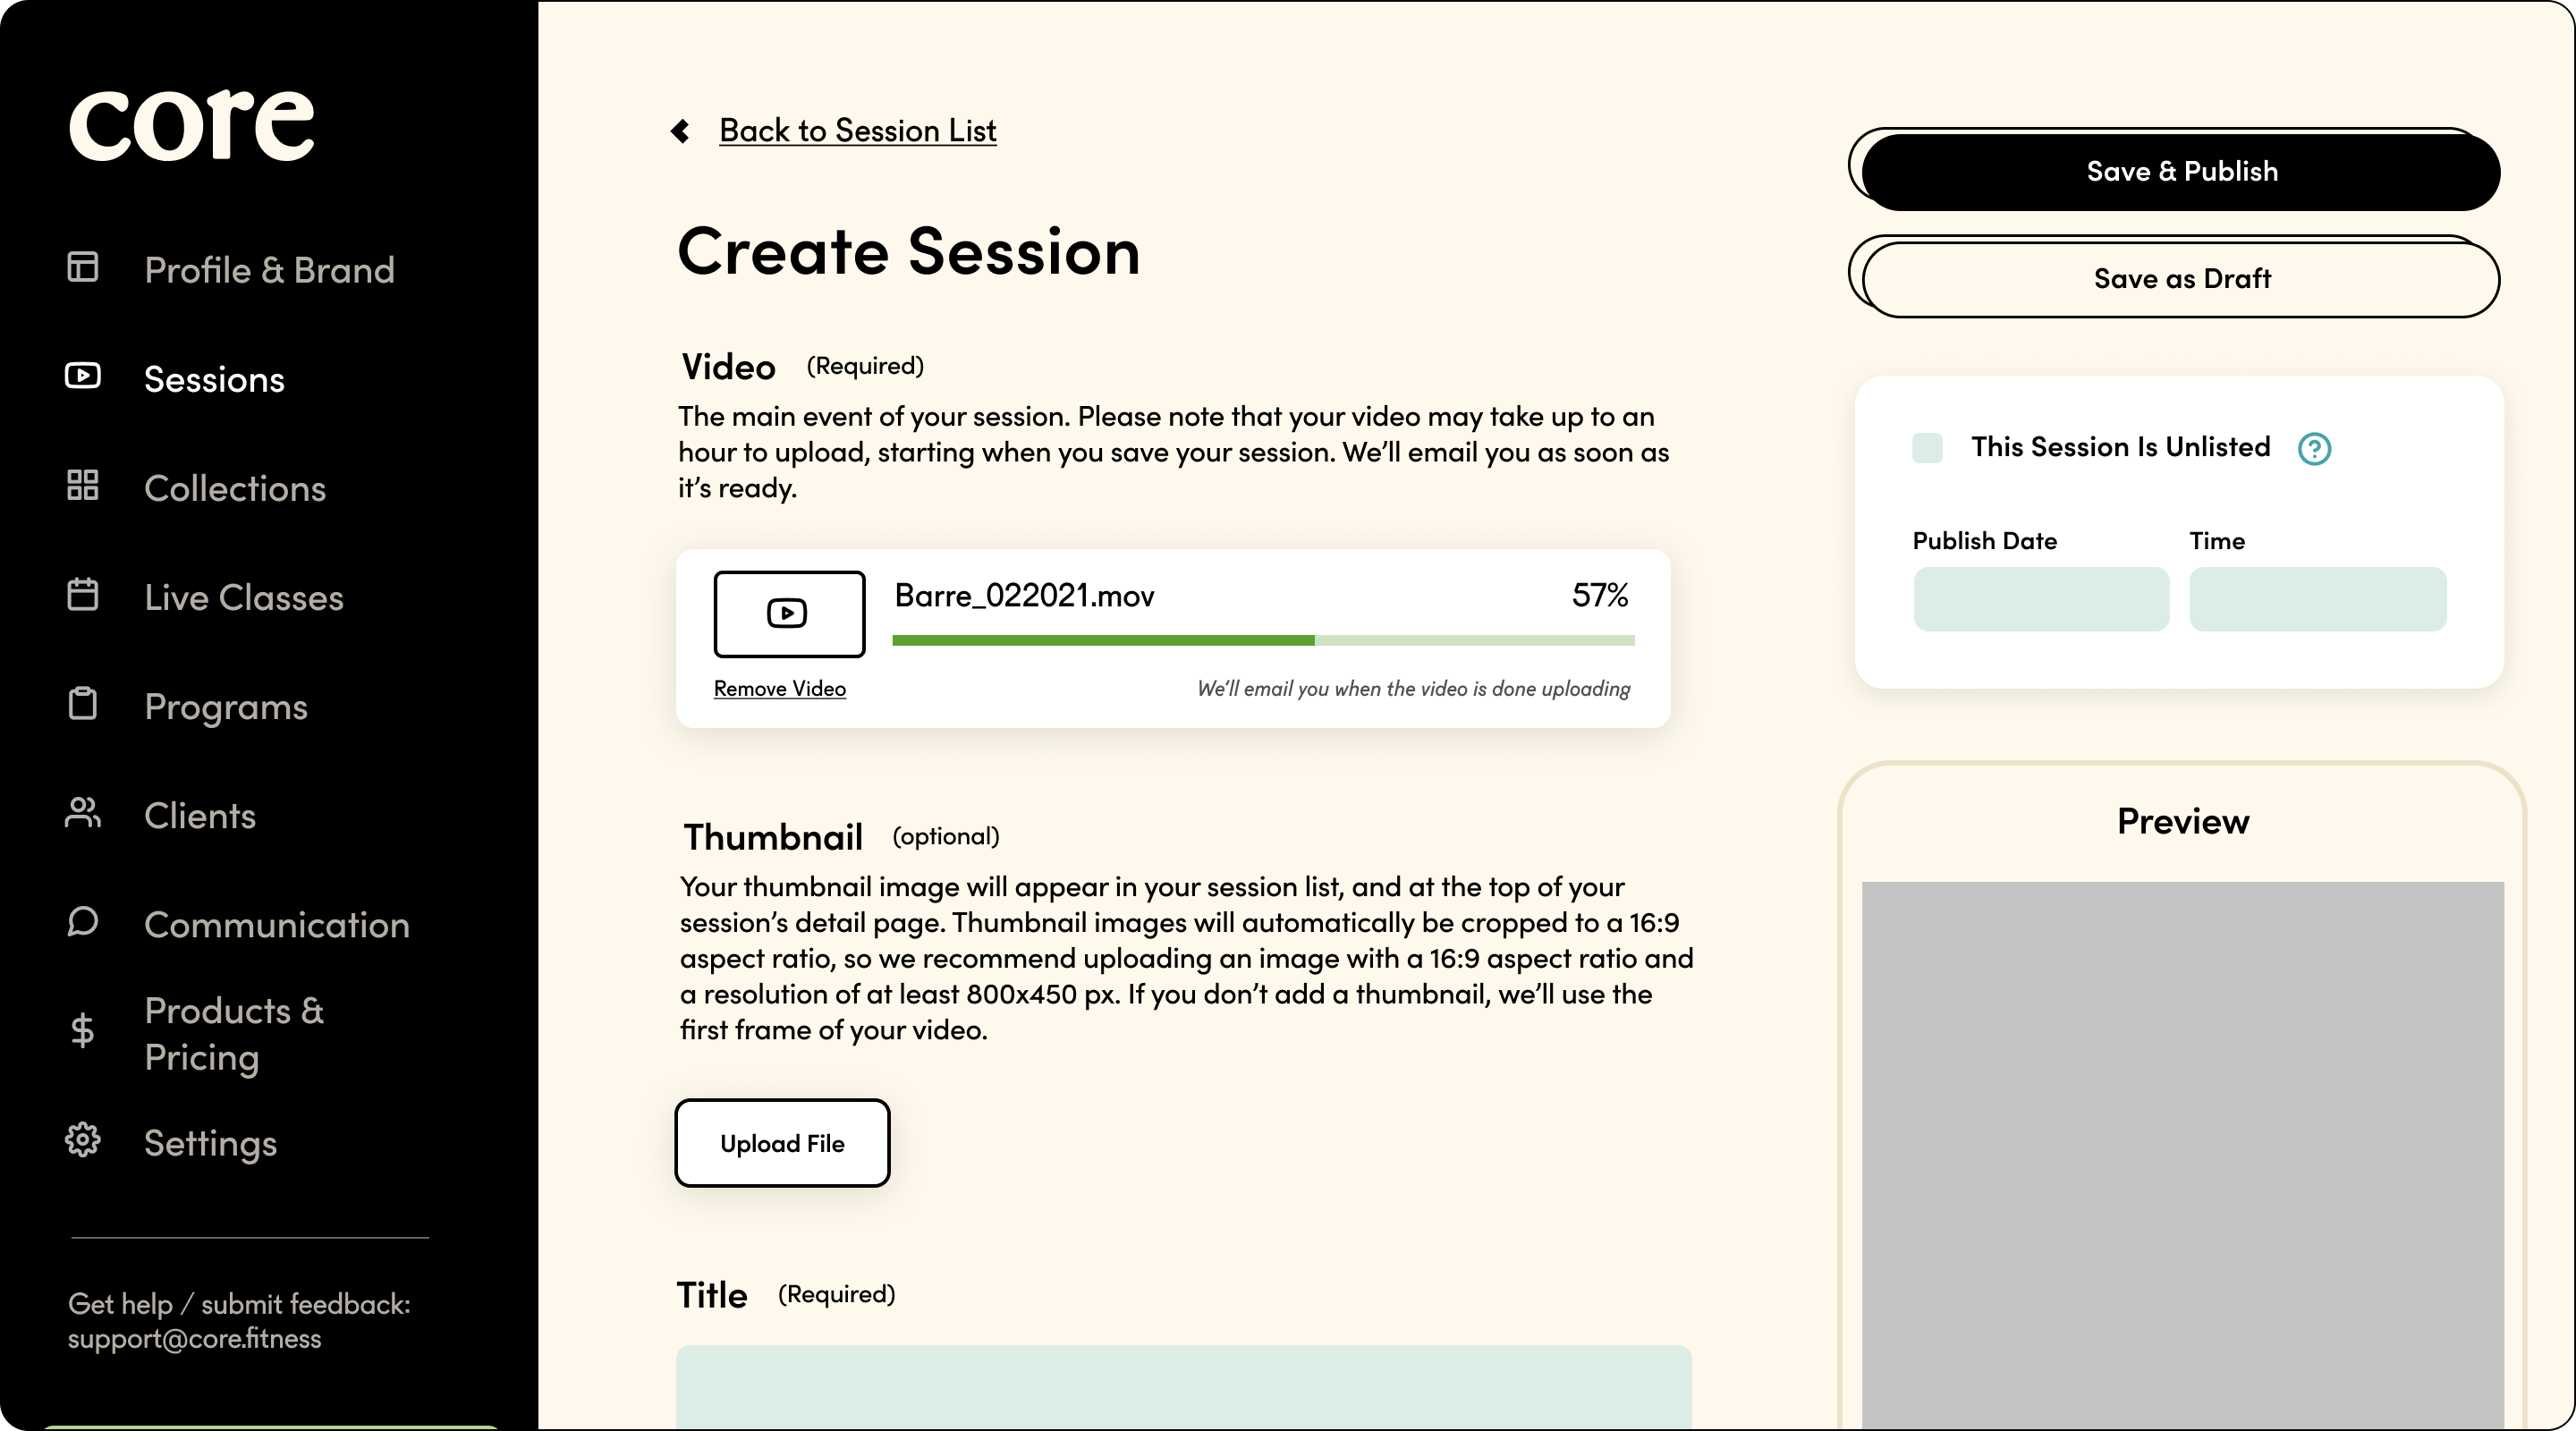 core
Profile & Brand
Sessions
Collections
Live Classes
Programs
Clients
Communication
Products &
Pricing
Settings
Get help / submit feedback:
support@core.fitness
Back to Session List
Create Session
Video (Required)
The main event of your session. Please note that your video may take up to an
hour to upload, starting when you save your session. We’ll email you as soon as
it’s ready.
Barre_022021.mov 57%
Remove Video We’ll email you when the video is done uploading
Thumbnail (optional)
Your thumbnail image will appear in your session list, and at the top of your
session’s detail page. Thumbnail images will automatically be cropped to a 16:9
aspect ratio, so we recommend uploading an image with a 16:9 aspect ratio and
a resolution of at least 800x450 px. If you don’t add a thumbnail, we’ll use the
first frame of your video.
Upload File
Title (Required)
Save & Publish
Save as Draft
This Session Is Unlisted ?
Publish Date Time
Preview